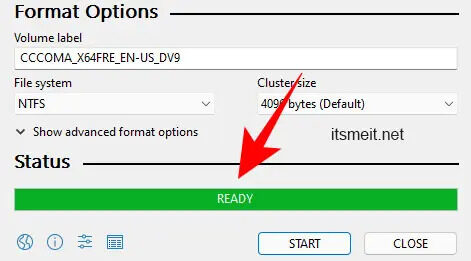 Format Options
Volume label
CCCOMA_X64FRE_EN-US_DV9
File system
Cluster size
NTFS
4096 bytes (Default)
Show advanced format options
itsmeit.net
Status
READY
START
CLOSE